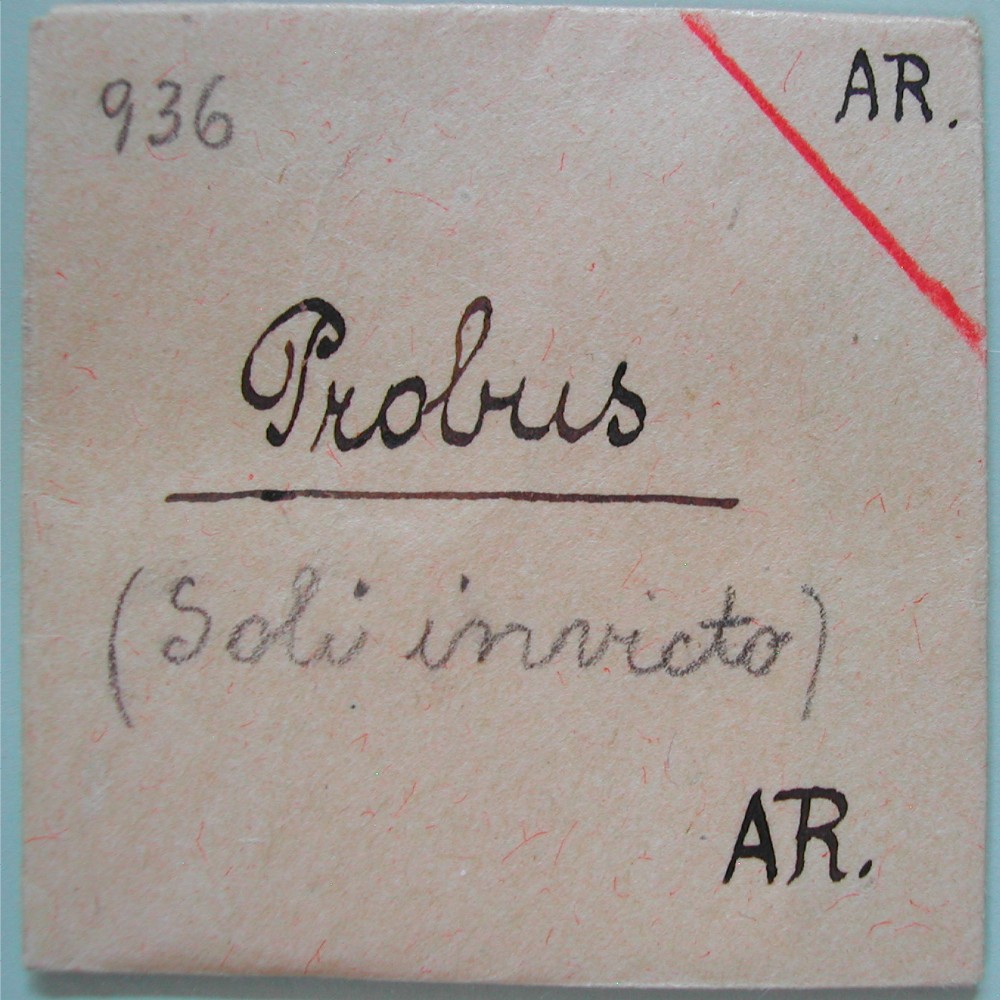 936
AR.
Probus
(Soli invicto)
AR.